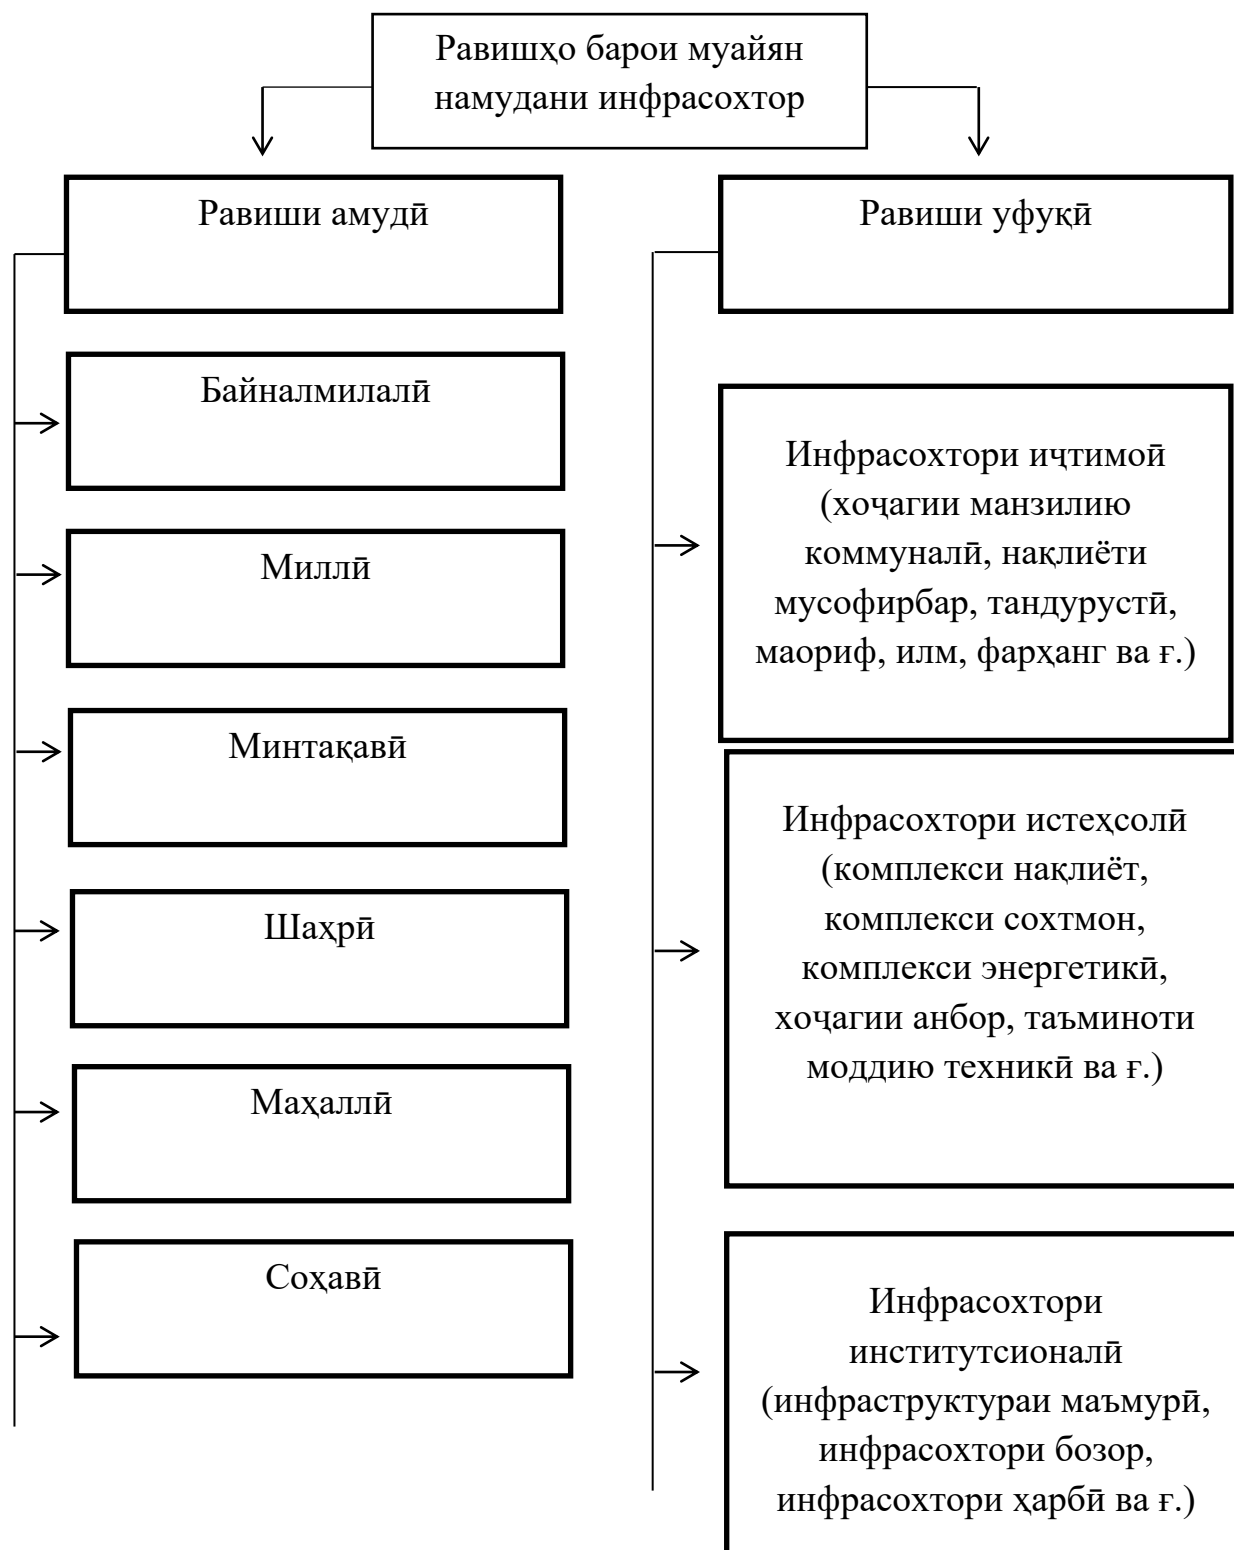 Равишҳо барои муайян
намудани инфрасохтор
Равиши амудӣ
Байналмилалӣ
Миллӣ
Минтақавӣ
Шаҳрӣ
Маҳаллӣ
Соҳавӣ
Равиши уфуқӣ
Инфрасохтори иҷтимоӣ
(хоҷагии манзилию
коммуналӣ, нақлиёти
мусофирбар, тандурустӣ,
маориф, илм, фарҳанг ва ғ.)
Инфрасохтори истеҳсолӣ
(комплекси нақлиёт,
комплекси сохтмон,
комплекси энергетикӣ,
хоҷагии анбор, таъминоти
моддию техникӣ ва ғ.)
Инфрасохтори
институтсионалӣ
(инфраструктураи маъмурӣ,
инфрасохтори бозор,
инфрасохтори ҳарбӣ ва ғ.)